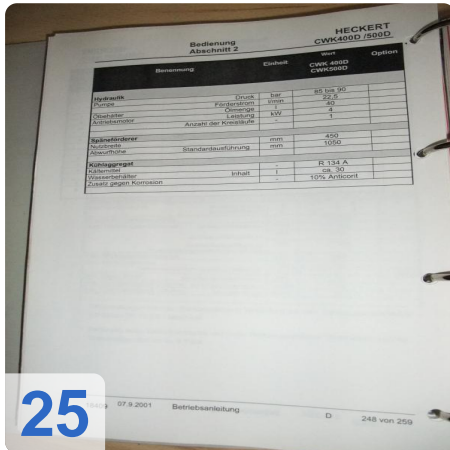 Bedienung
Abschnitt 2
HECKERT
CWK400D /500D
Benennung Einheit Wert Option
CWK 400D
CWK500D
Hydraulik
Pumpe Druck bar 85 bis 90
Förderstrom l/min 22,5
Ölbehälter Ölmenge l 40
Antriebsmotor Leistung kW 4
Anzahl der Kreisläufe - 1
Späneförderer
Nutzbreite mm 450
Abwurfhöhe Standardausführung mm 1050
Kühlaggregat
Kältemittel - R 134 A
Wasserbehälter Inhalt l ca. 30
Zusatz gegen Korrosion - 10% Anticont
07.9.2001 Betriebsanleitung D 248 von 259
25